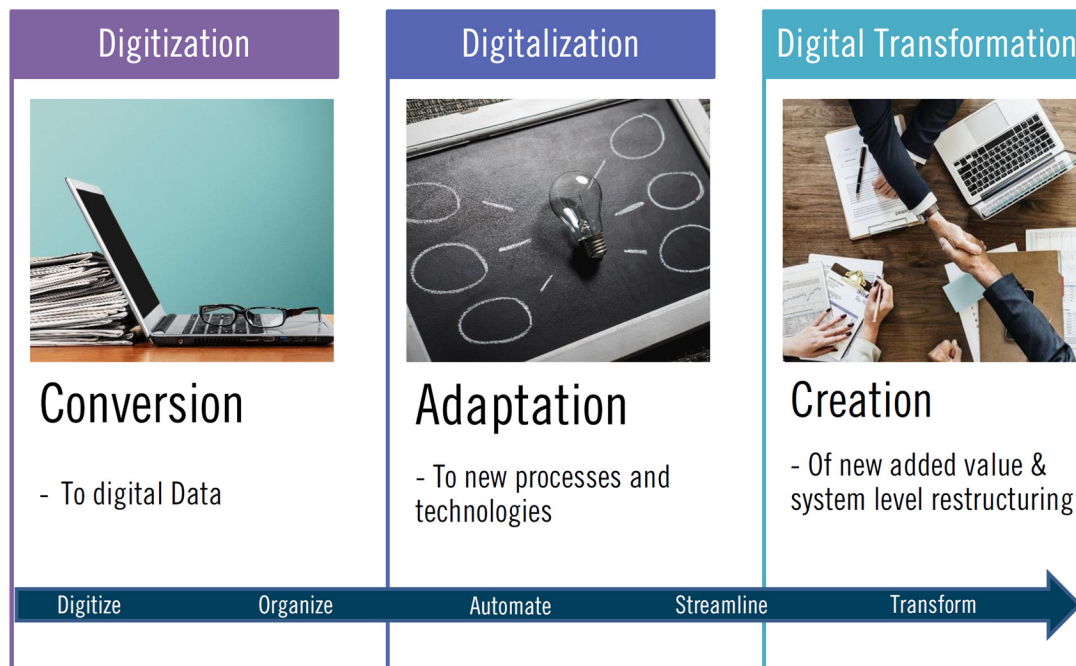 Digitization
Digitalization
Digital Transformation
Conversion
- To digital Data
Adaptation
- To new processes and
technologies
Creation
- Of new added value &
system level restructuring
Digitize Organize Automate Streamline Transform